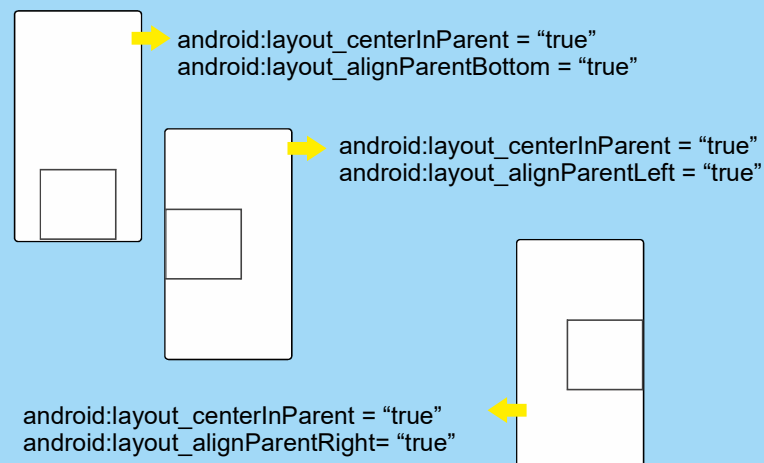 android:layout_centerInParent = “true”
android:layout_alignParentBottom = “true”
android:layout_centerInParent = “true”
android:layout_alignParentLeft = “true”
android:layout_centerInParent = “true”
android:layout_alignParentRight= “true”